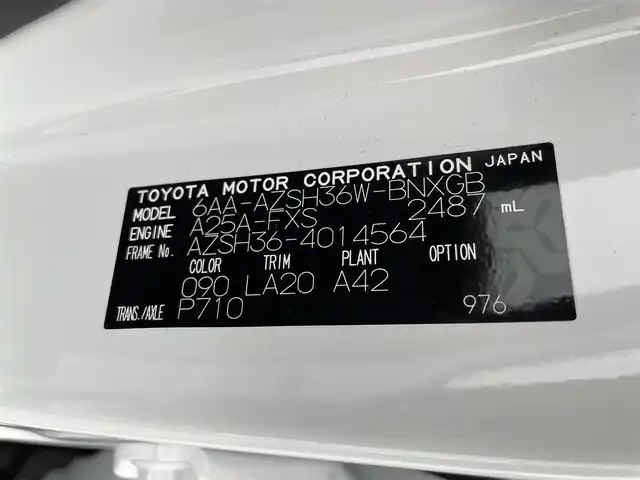 TOYOTA MOTOR CORPORATION JAPAN
MODEL 6AA-AZSH36W-BNXGB
ENGINE A25A-FXS 2487 mL
FRAME No. AZSH36-4014564
COLOR TRIM PLANT OPTION
090 LA20 A42
TRANS./AXLE P710 976